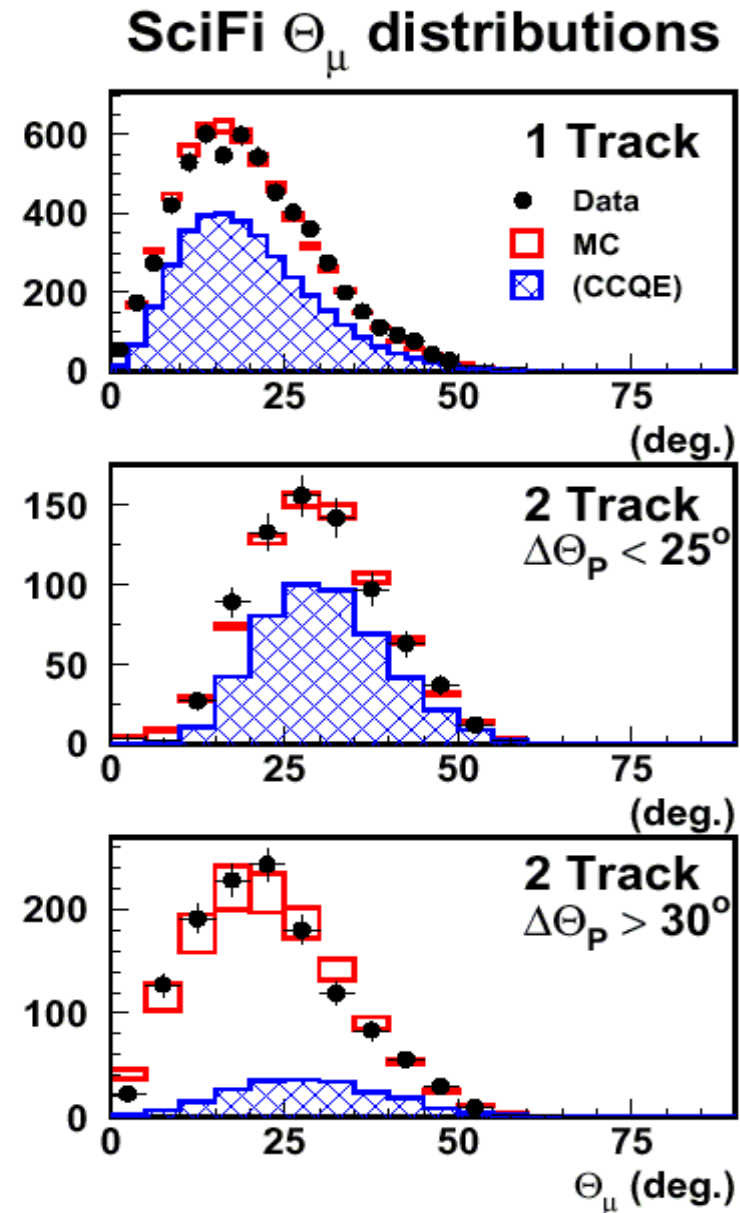 SciFi Θμ distributions
600
400
200
0
0 25 50 75
(deg.)
1 Track
Data
MC
(CCQE)
150
100
50
0
0 25 50 75
(deg.)
2 Track
ΔΘP < 25o
200
100
0
0 25 50 75
Θμ (deg.)
2 Track
ΔΘP > 30o